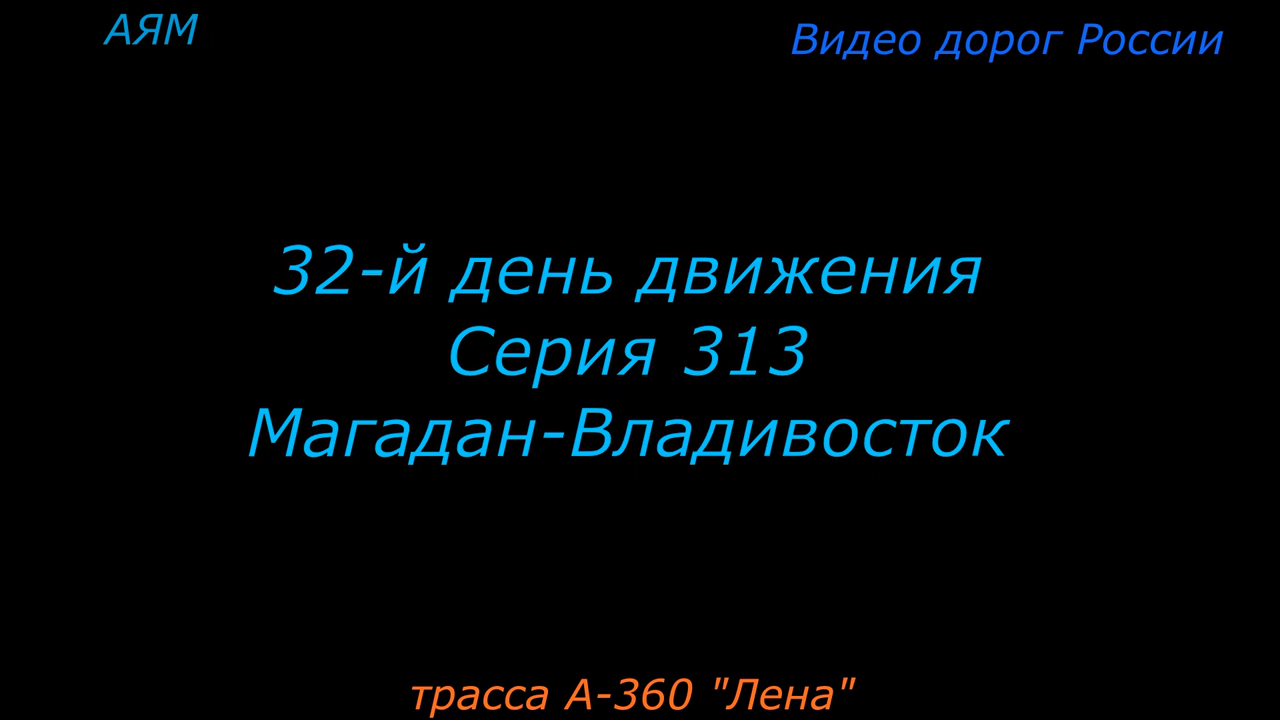 АЯМ
Видео дорог России
32-й день движения
Серия 313
Магадан-Владивосток
трасса А-360 "Лена"